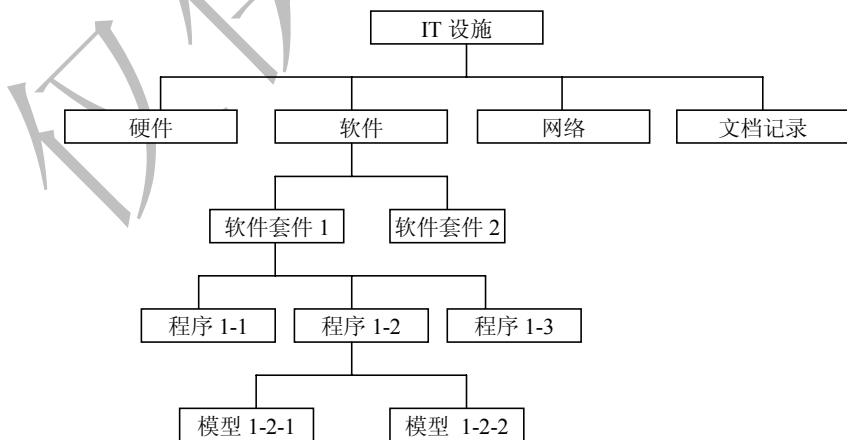 IT 设施
硬件 软件 网络 文档记录
软件套件 1 软件套件 2
程序 1-1 程序 1-2 程序 1-3
模型 1-2-1 模型 1-2-2